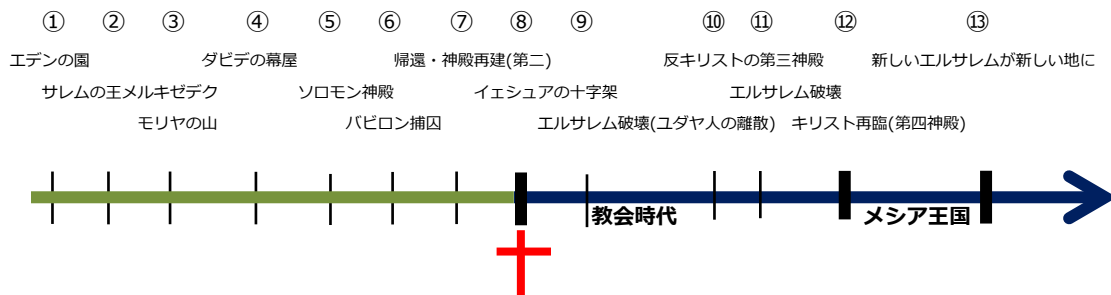 ① ② ③ ④ ⑤ ⑥ ⑦ ⑧ ⑨ ⑩ ⑪ ⑫ ⑬
エデンの園 ダビデの幕屋 帰還・神殿再建(第二) 反キリストの第三神殿 新しいエルサレムが新しい地に
サレムの王メルキゼデク ソロモン神殿 イェシュアの十字架 エルサレム破壊
モリヤの山 バビロン捕囚 エルサレム破壊(ユダヤ人の離散) キリスト再臨(第四神殿)
教会時代 メシア王国